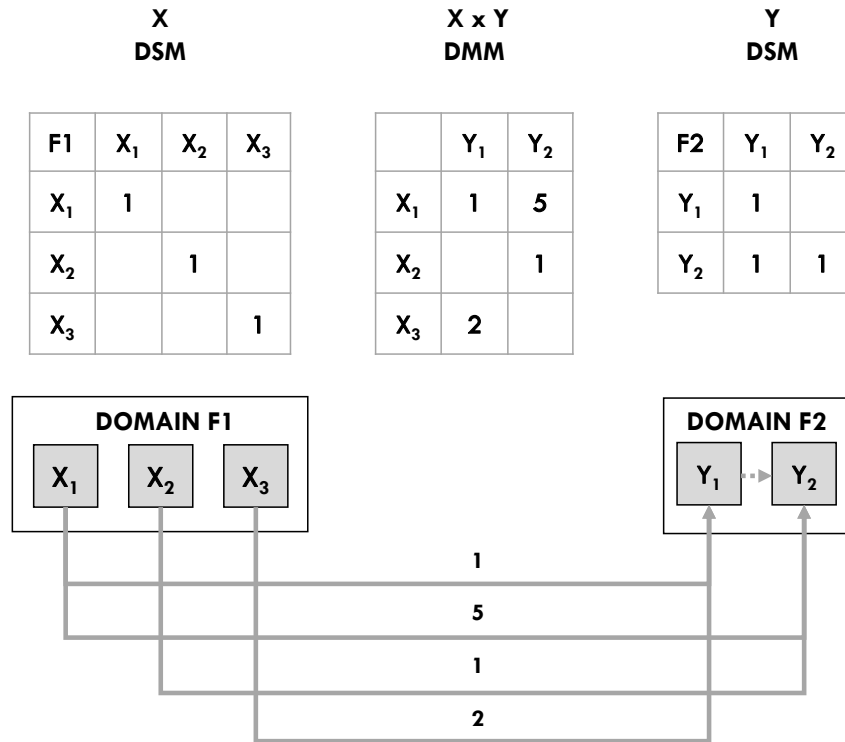 X
DSM
X x Y
DMM
Y
DSM
F1 X₁ X₂ X₃
X₁ 1
X₂ 1
X₃ 1
Y₁ Y₂
X₁ 1 5
X₂ 1
X₃ 2
F2 Y₁ Y₂
Y₁ 1
Y₂ 1 1
DOMAIN F1
X₁ X₂ X₃
DOMAIN F2
Y₁ Y₂
1
5
1
2